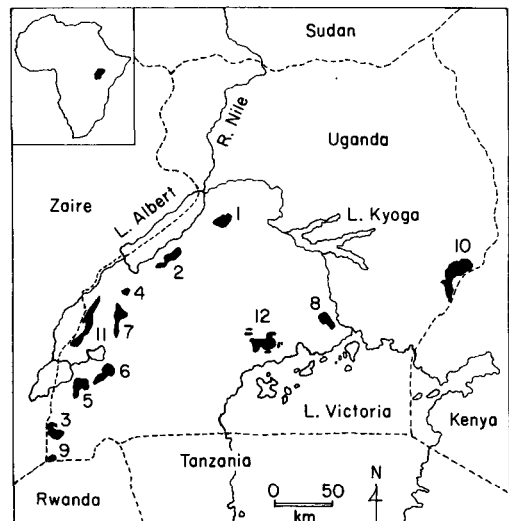 Sudan
R. Nile
Uganda
Zaire
L. Albert
1
L. Kyoga
2
10
4
12
8
11
7
6
5
3
L. Victoria
Kenya
9
Tanzania
N
Rwanda
0 50
km